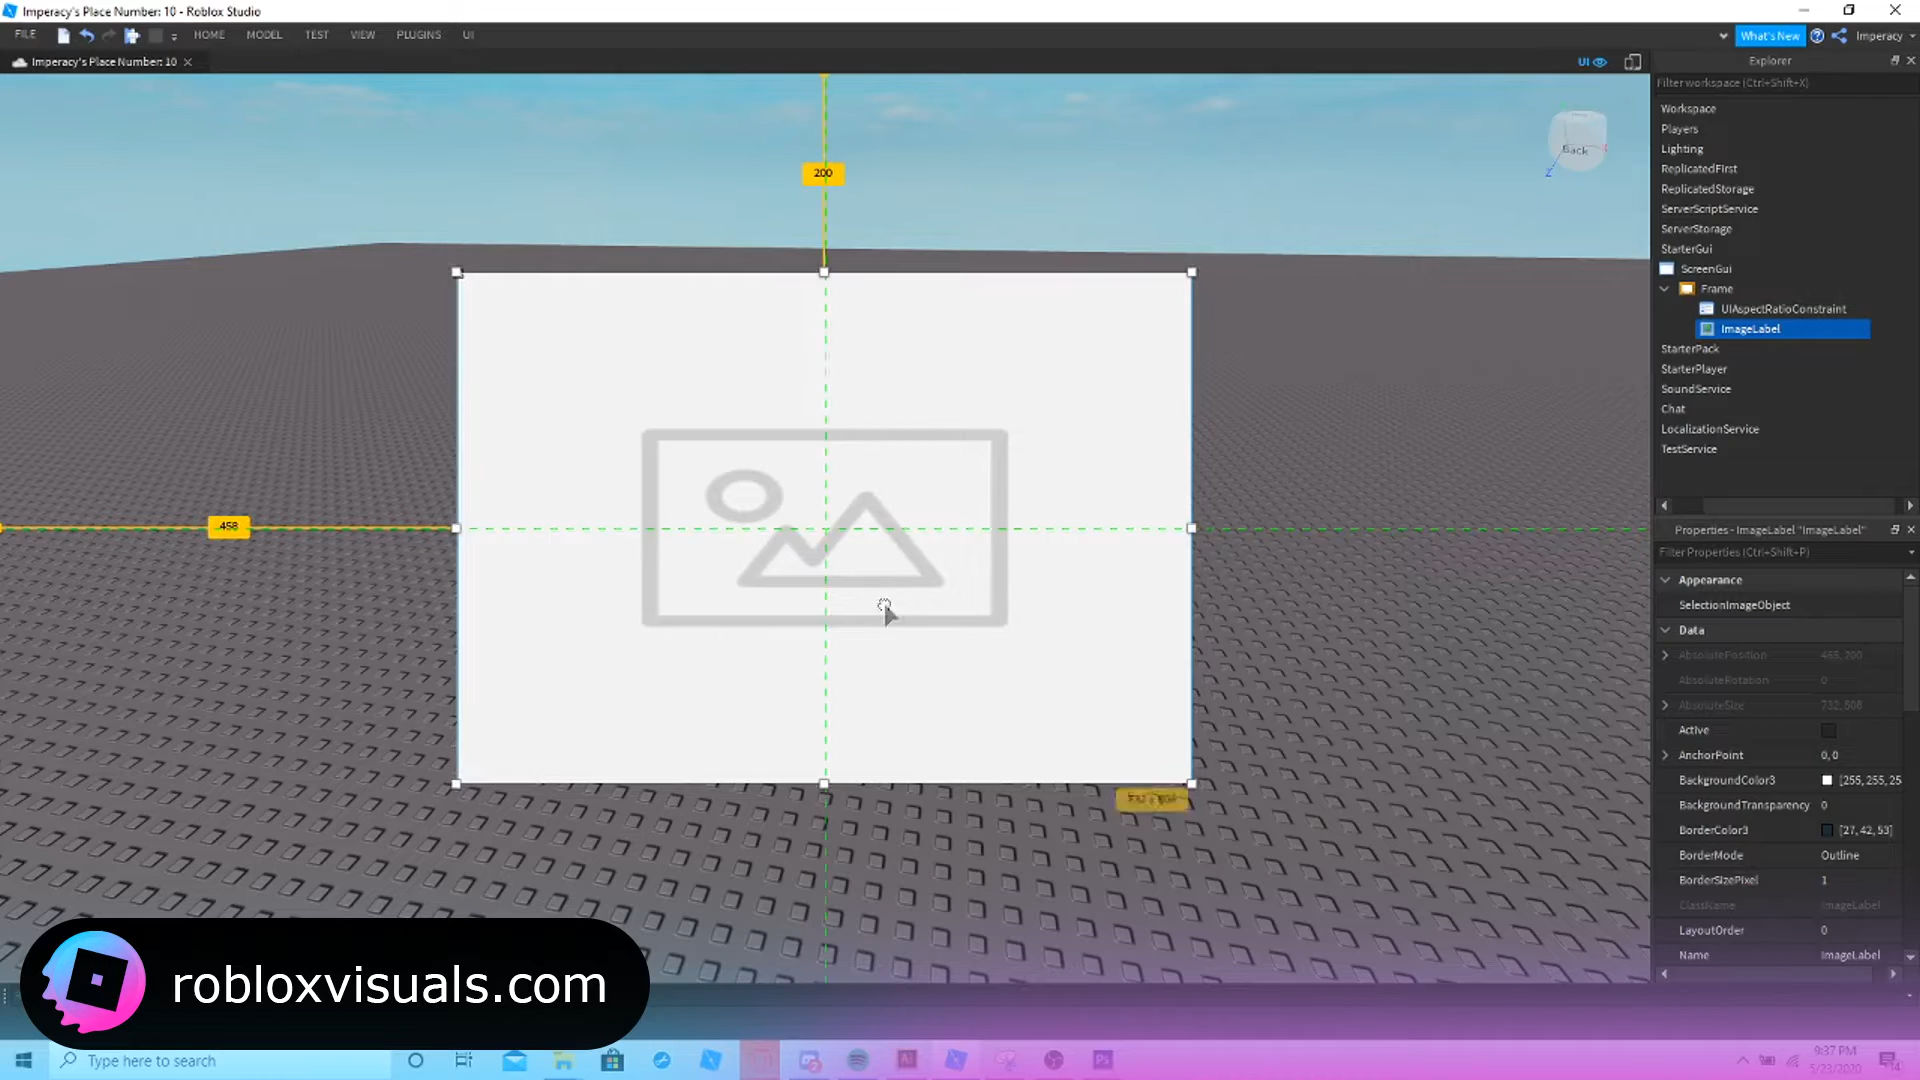 Imperacy's Place Number: 10 - Roblox Studio
FILE HOME MODEL TEST VIEW PLUGINS UI What's New Imperacy
Imperacy's Place Number: 10 UI
Explorer
Filter workspace (Ctrl+Shift+X)
Workspace
Players
Lighting
ReplicatedFirst
ReplicatedStorage
ServerScriptService
ServerStorage
StarterGui
ScreenGui
Frame
UIAspectRatioConstraint
ImageLabel
StarterPack
StarterPlayer
SoundService
Chat
LocalizationService
TestService
Back
Z
200
458
Properties - ImageLabel "ImageLabel"
Filter Properties (Ctrl+Shift+P)
Appearance
SelectionImageObject
Data
AbsolutePosition
AbsoluteRotation 0
AbsoluteSize 732, 508
Active
AnchorPoint 0, 0
BackgroundColor3 [255, 255, 25
BackgroundTransparency 0
BorderColor3 [27, 42, 53]
BorderMode Outline
BorderSizePixel 1
ClassName ImageLabel
LayoutOrder 0
Name ImageLabel
robloxvisuals.com
Type here to search
9:37 PM
5/23/2020